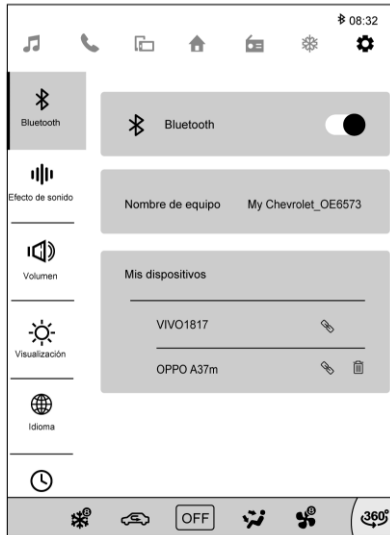 08:32
Bluetooth
Bluetooth
Efecto de sonido
Nombre de equipo My Chevrolet_OE6573
Volumen
Mis dispositivos
VIVO1817
Visualización
OPPO A37m
Idioma
OFF
360°